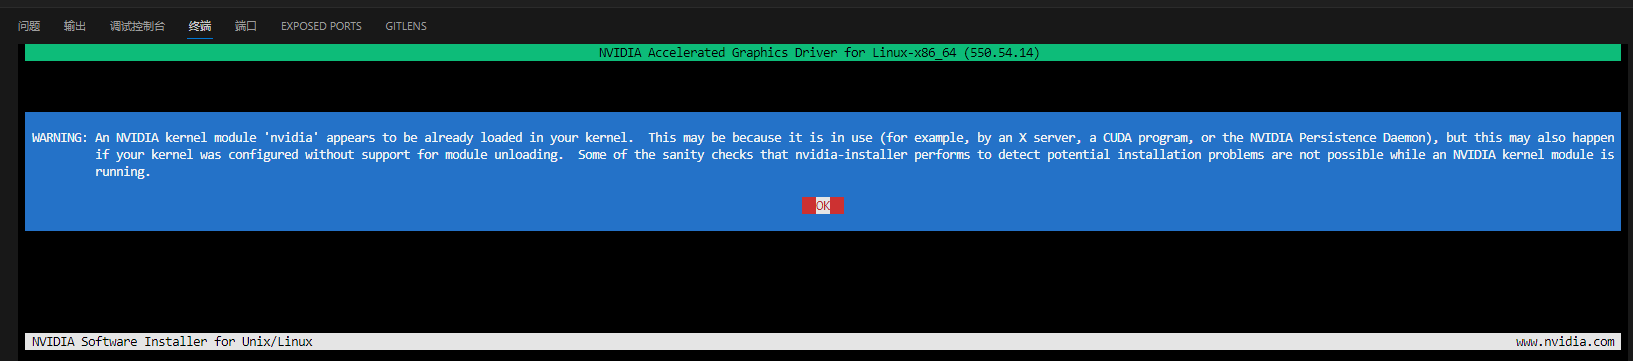 问题 输出 调试控制台 终端 端口 EXPOSED PORTS GITLENS
NVIDIA Accelerated Graphics Driver for Linux-x86_64 (550.54.14)
WARNING: An NVIDIA kernel module 'nvidia' appears to be already loaded in your kernel.  This may be because it is in use (for example, by an X server, a CUDA program, or the NVIDIA Persistence Daemon), but this may also happen
if your kernel was configured without support for module unloading.  Some of the sanity checks that nvidia-installer performs to detect potential installation problems are not possible while an NVIDIA kernel module is
running.
OK
NVIDIA Software Installer for Unix/Linux www.nvidia.com